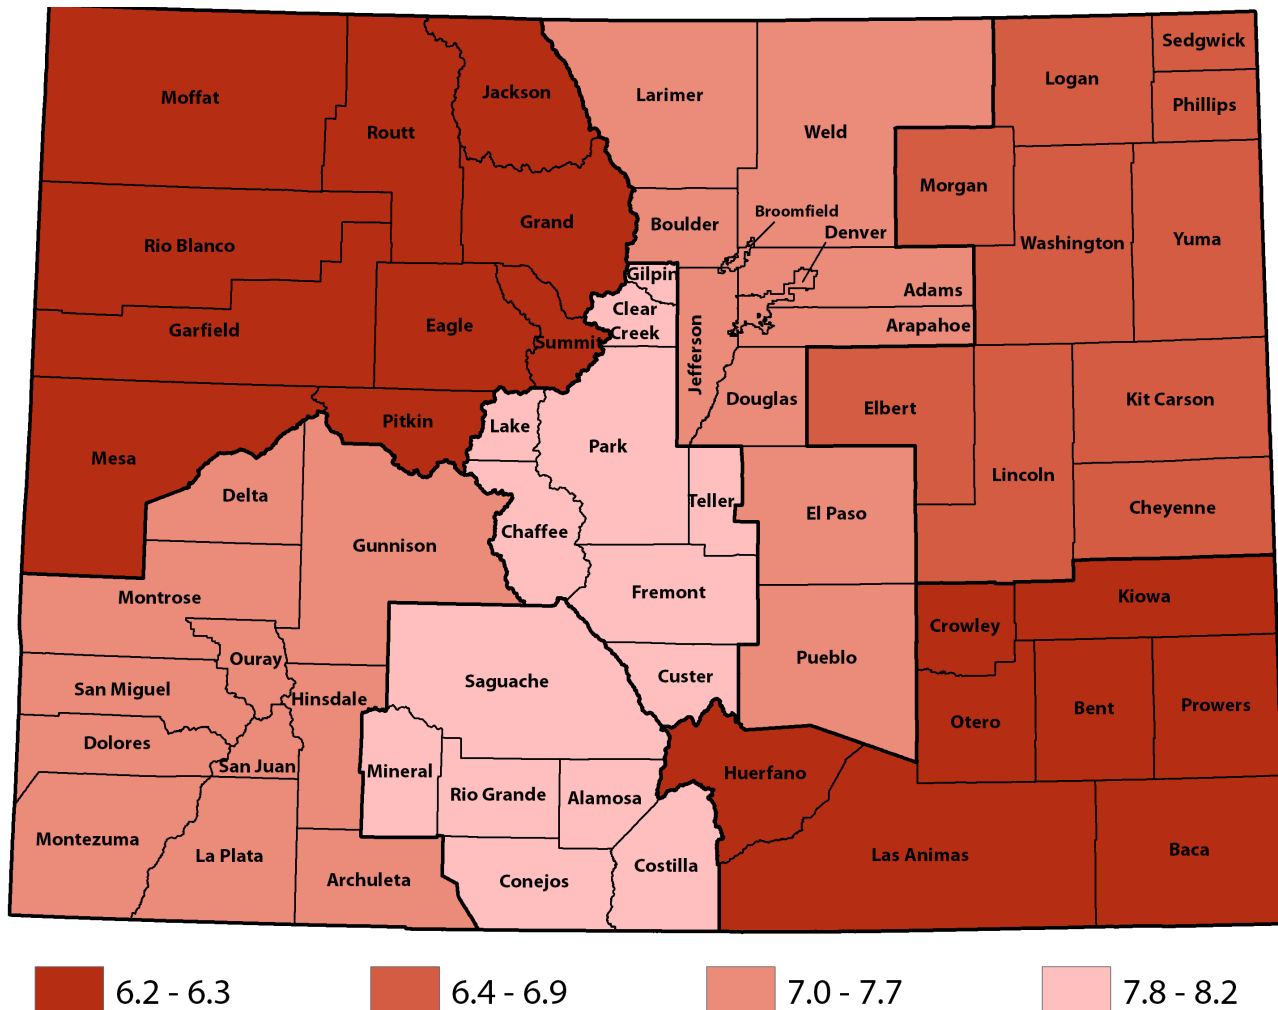 Sedgwick
Moffat
Jackson
Larimer
Logan
Phillips
Routt
Weld
Morgan
Rio Blanco
Grand
Boulder
Broomfield
Denver
Washington
Yuma
Gilpin
Adams
Garfield
Eagle
Summit
Clear
Creek
Arapahoe
Jefferson
Mesa
Pitkin
Lake
Park
Douglas
Elbert
Kit Carson
Delta
Gunnison
Chaffee
Teller
El Paso
Lincoln
Cheyenne
Montrose
Fremont
Crowley
Kiowa
Ouray
San Miguel
Hinsdale
Saguache
Custer
Pueblo
Otero
Bent
Prowers
Dolores
San Juan
Mineral
Rio Grande
Alamosa
Huerfano
Montezuma
La Plata
Archuleta
Conejos
Costilla
Las Animas
Baca
6.2 - 6.3
6.4 - 6.9
7.0 - 7.7
7.8 - 8.2